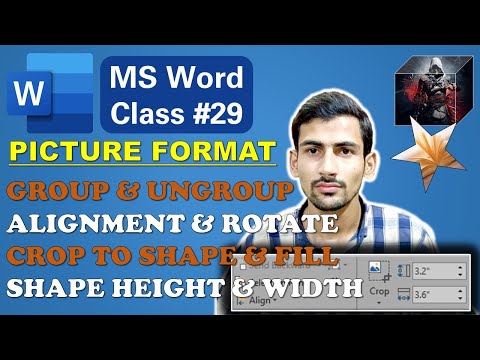 W
MS Word
Class #29
PICTURE FORMAT
GROUP & UNGROUP
ALIGNMENT & ROTATE
CROP TO SHAPE & FILL
SHAPE HEIGHT & WIDTH
Align
Crop
3.2"
3.6"